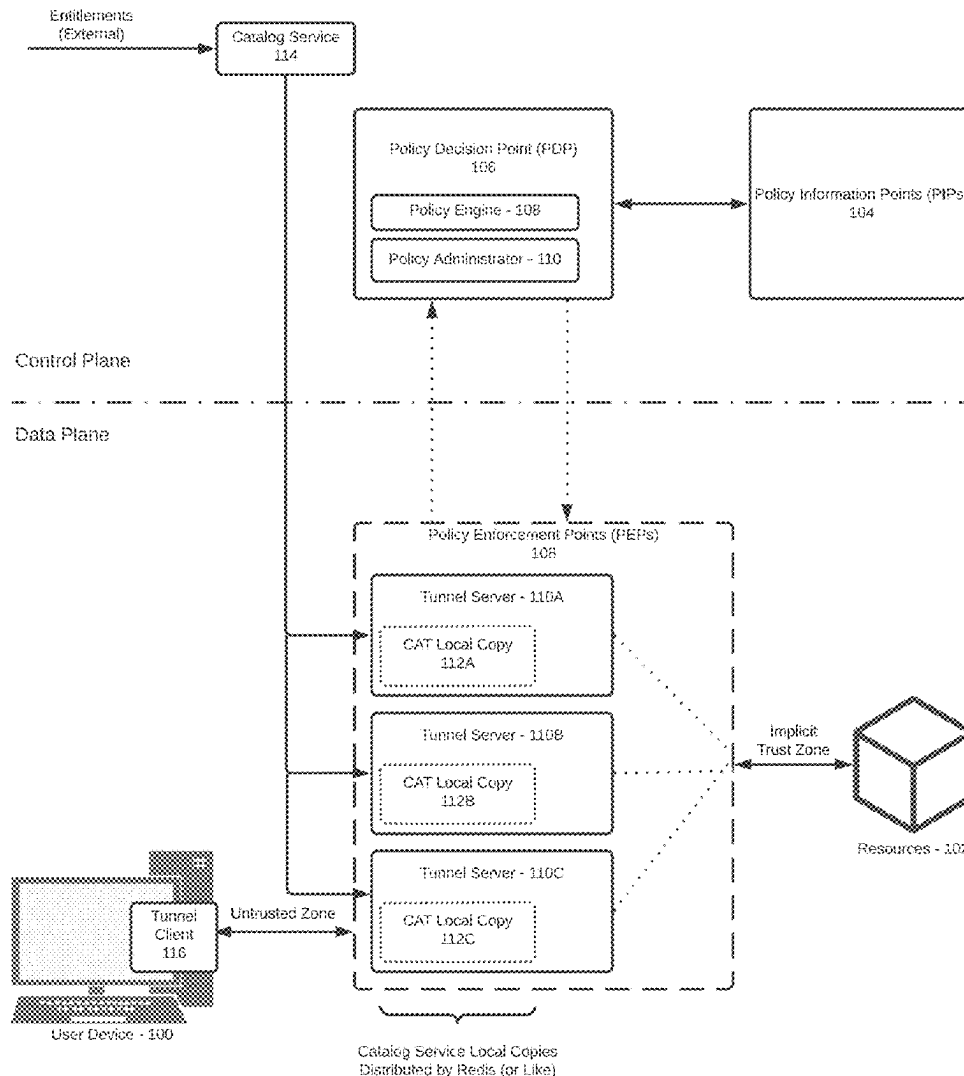 Entitlements
(External)
Catalog Service
114
Policy Decision Point (PDP)
106
Policy Engine - 108
Policy Administrator - 110
Policy Information Points (PIPs
104
Control Plane
Data Plane
Policy Enforcement Points (PEPs)
108
Tunnel Server - 110A
CAT Local Copy
112A
Tunnel Server - 110B
CAT Local Copy
112B
Tunnel Server - 110C
CAT Local Copy
112C
Implicit
Trust Zone
Resources - 102
Tunnel
Client
116
Untrusted Zone
User Device - 100
Catalog Service Local Copies
Distributed by Redis (or Like)